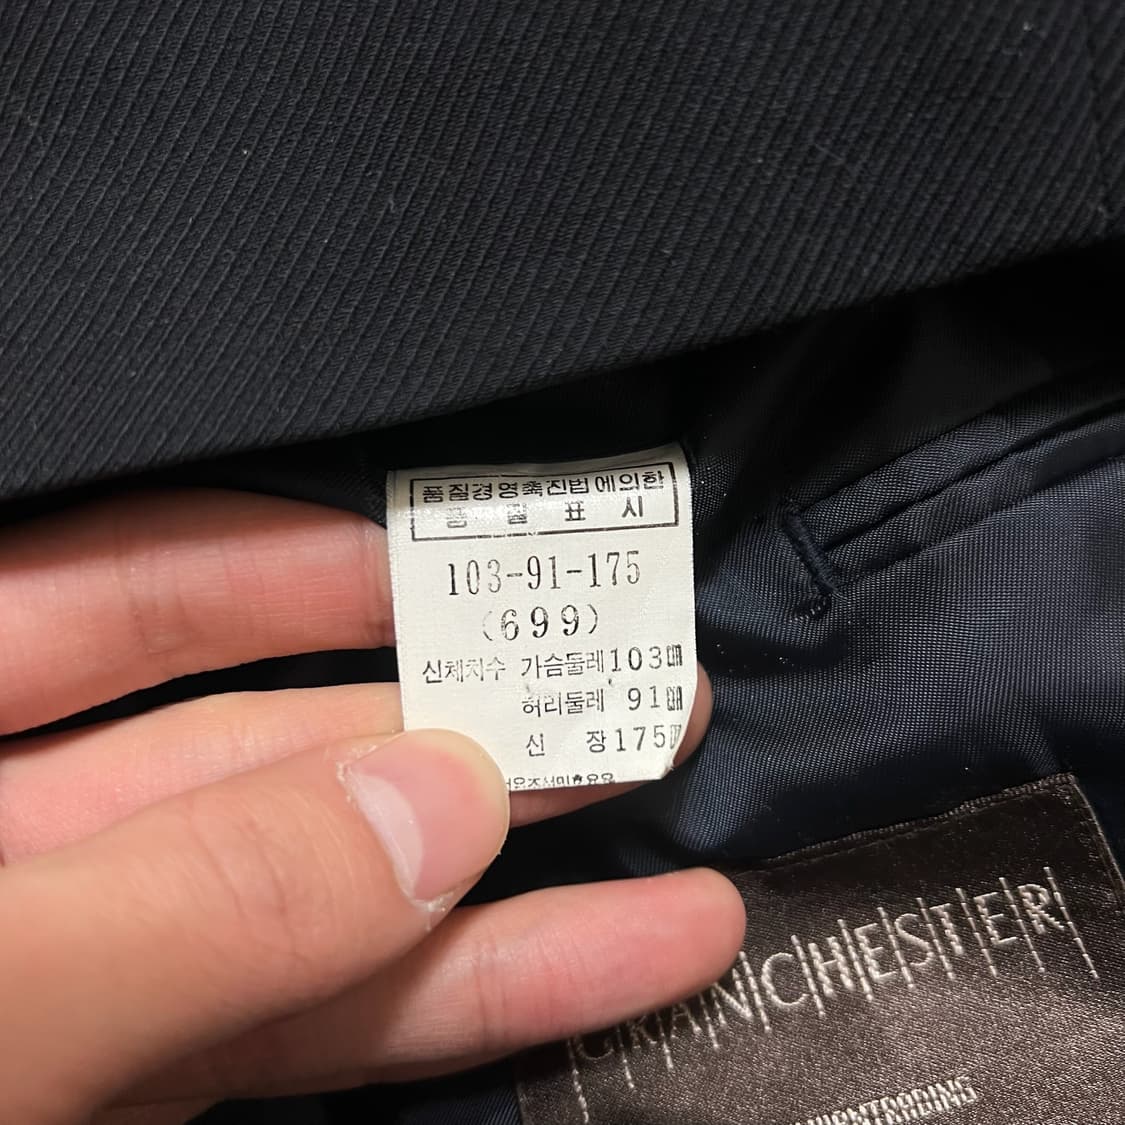 품질경영촉진법에의한
품 질 표 시
103-91-175
(699)
신체치수 가슴둘레103㎝
허리둘레 91㎝
신 장175㎝
GRANCHESTER